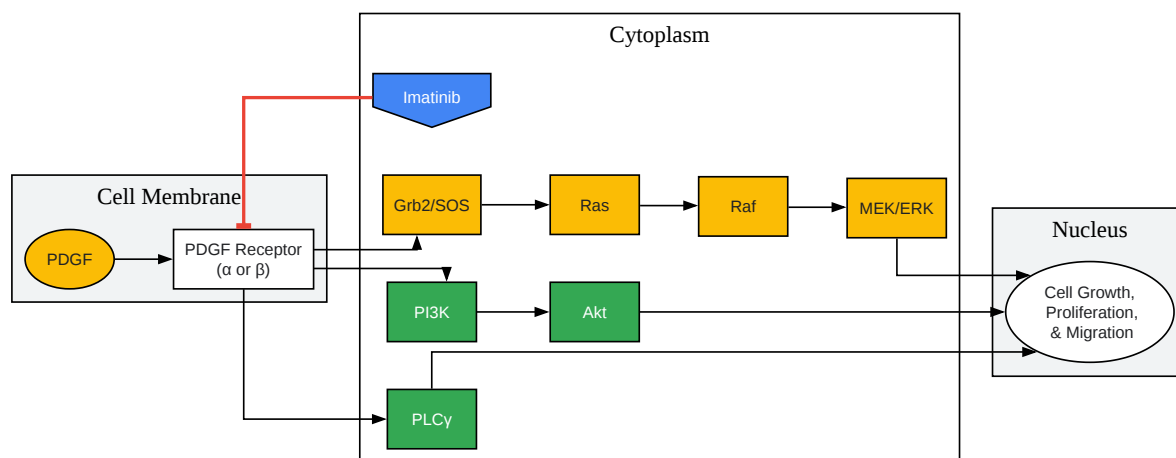 Cytoplasm
Imatinib
Cell Membrane
PDGF
PDGF Receptor
(α or β)
Grb2/SOS
Ras
Raf
MEK/ERK
PI3K
Akt
PLCγ
Nucleus
Cell Growth,
Proliferation,
& Migration